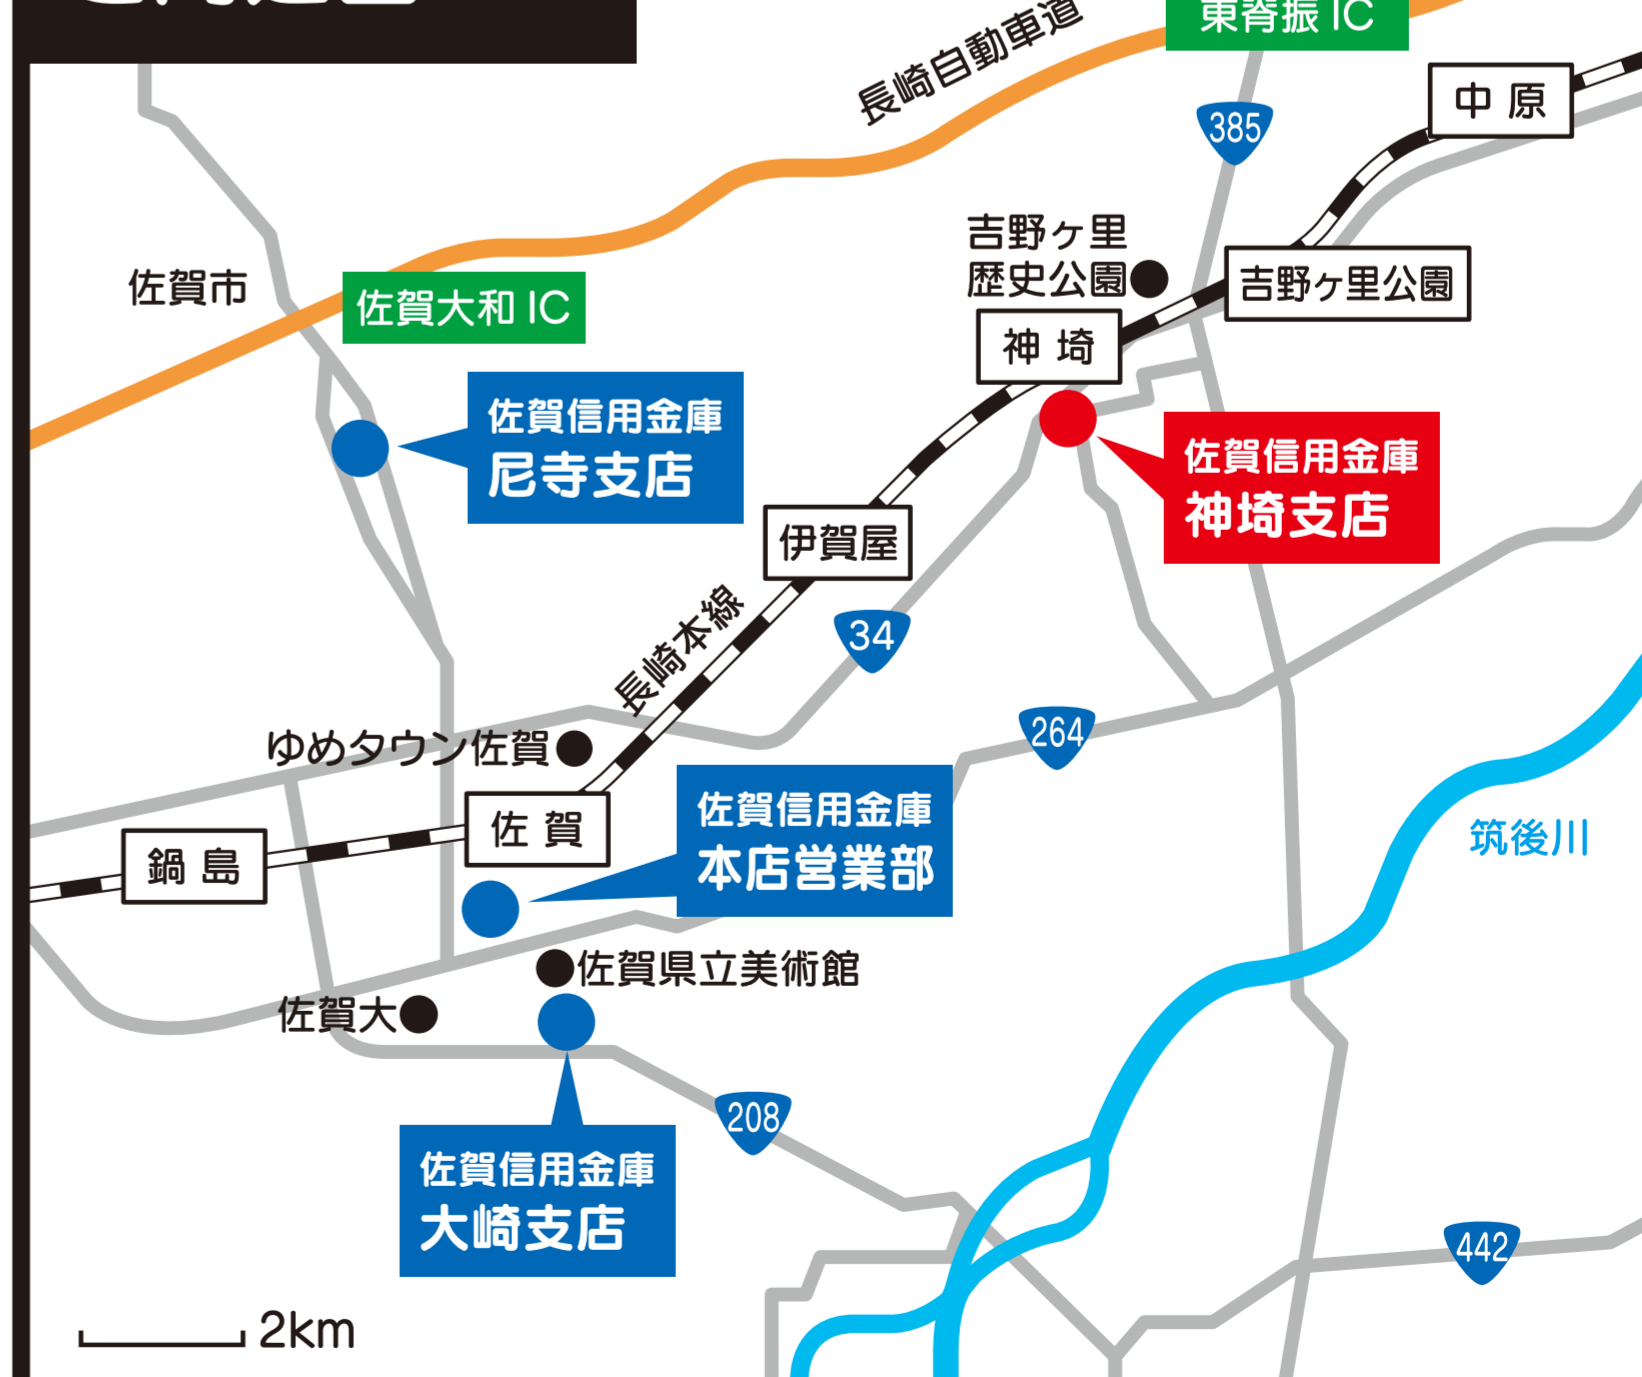 東脊振 IC
長崎自動車道
中原
385
吉野ヶ里
歴史公園
吉野ヶ里公園
佐賀市
佐賀大和 IC
神埼
佐賀信用金庫
尼寺支店
佐賀信用金庫
神埼支店
伊賀屋
長崎本線
34
264
ゆめタウン佐賀
佐賀信用金庫
本店営業部
佐賀
鍋島
筑後川
佐賀県立美術館
佐賀大
208
佐賀信用金庫
大崎支店
442
2km